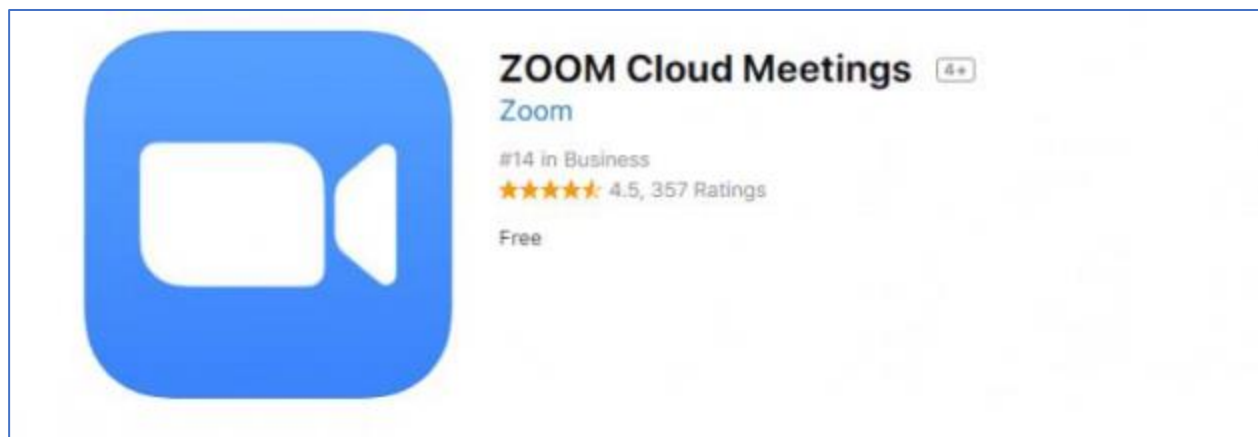 ZOOM Cloud Meetings 4+
Zoom
#14 in Business
4.5, 357 Ratings
Free